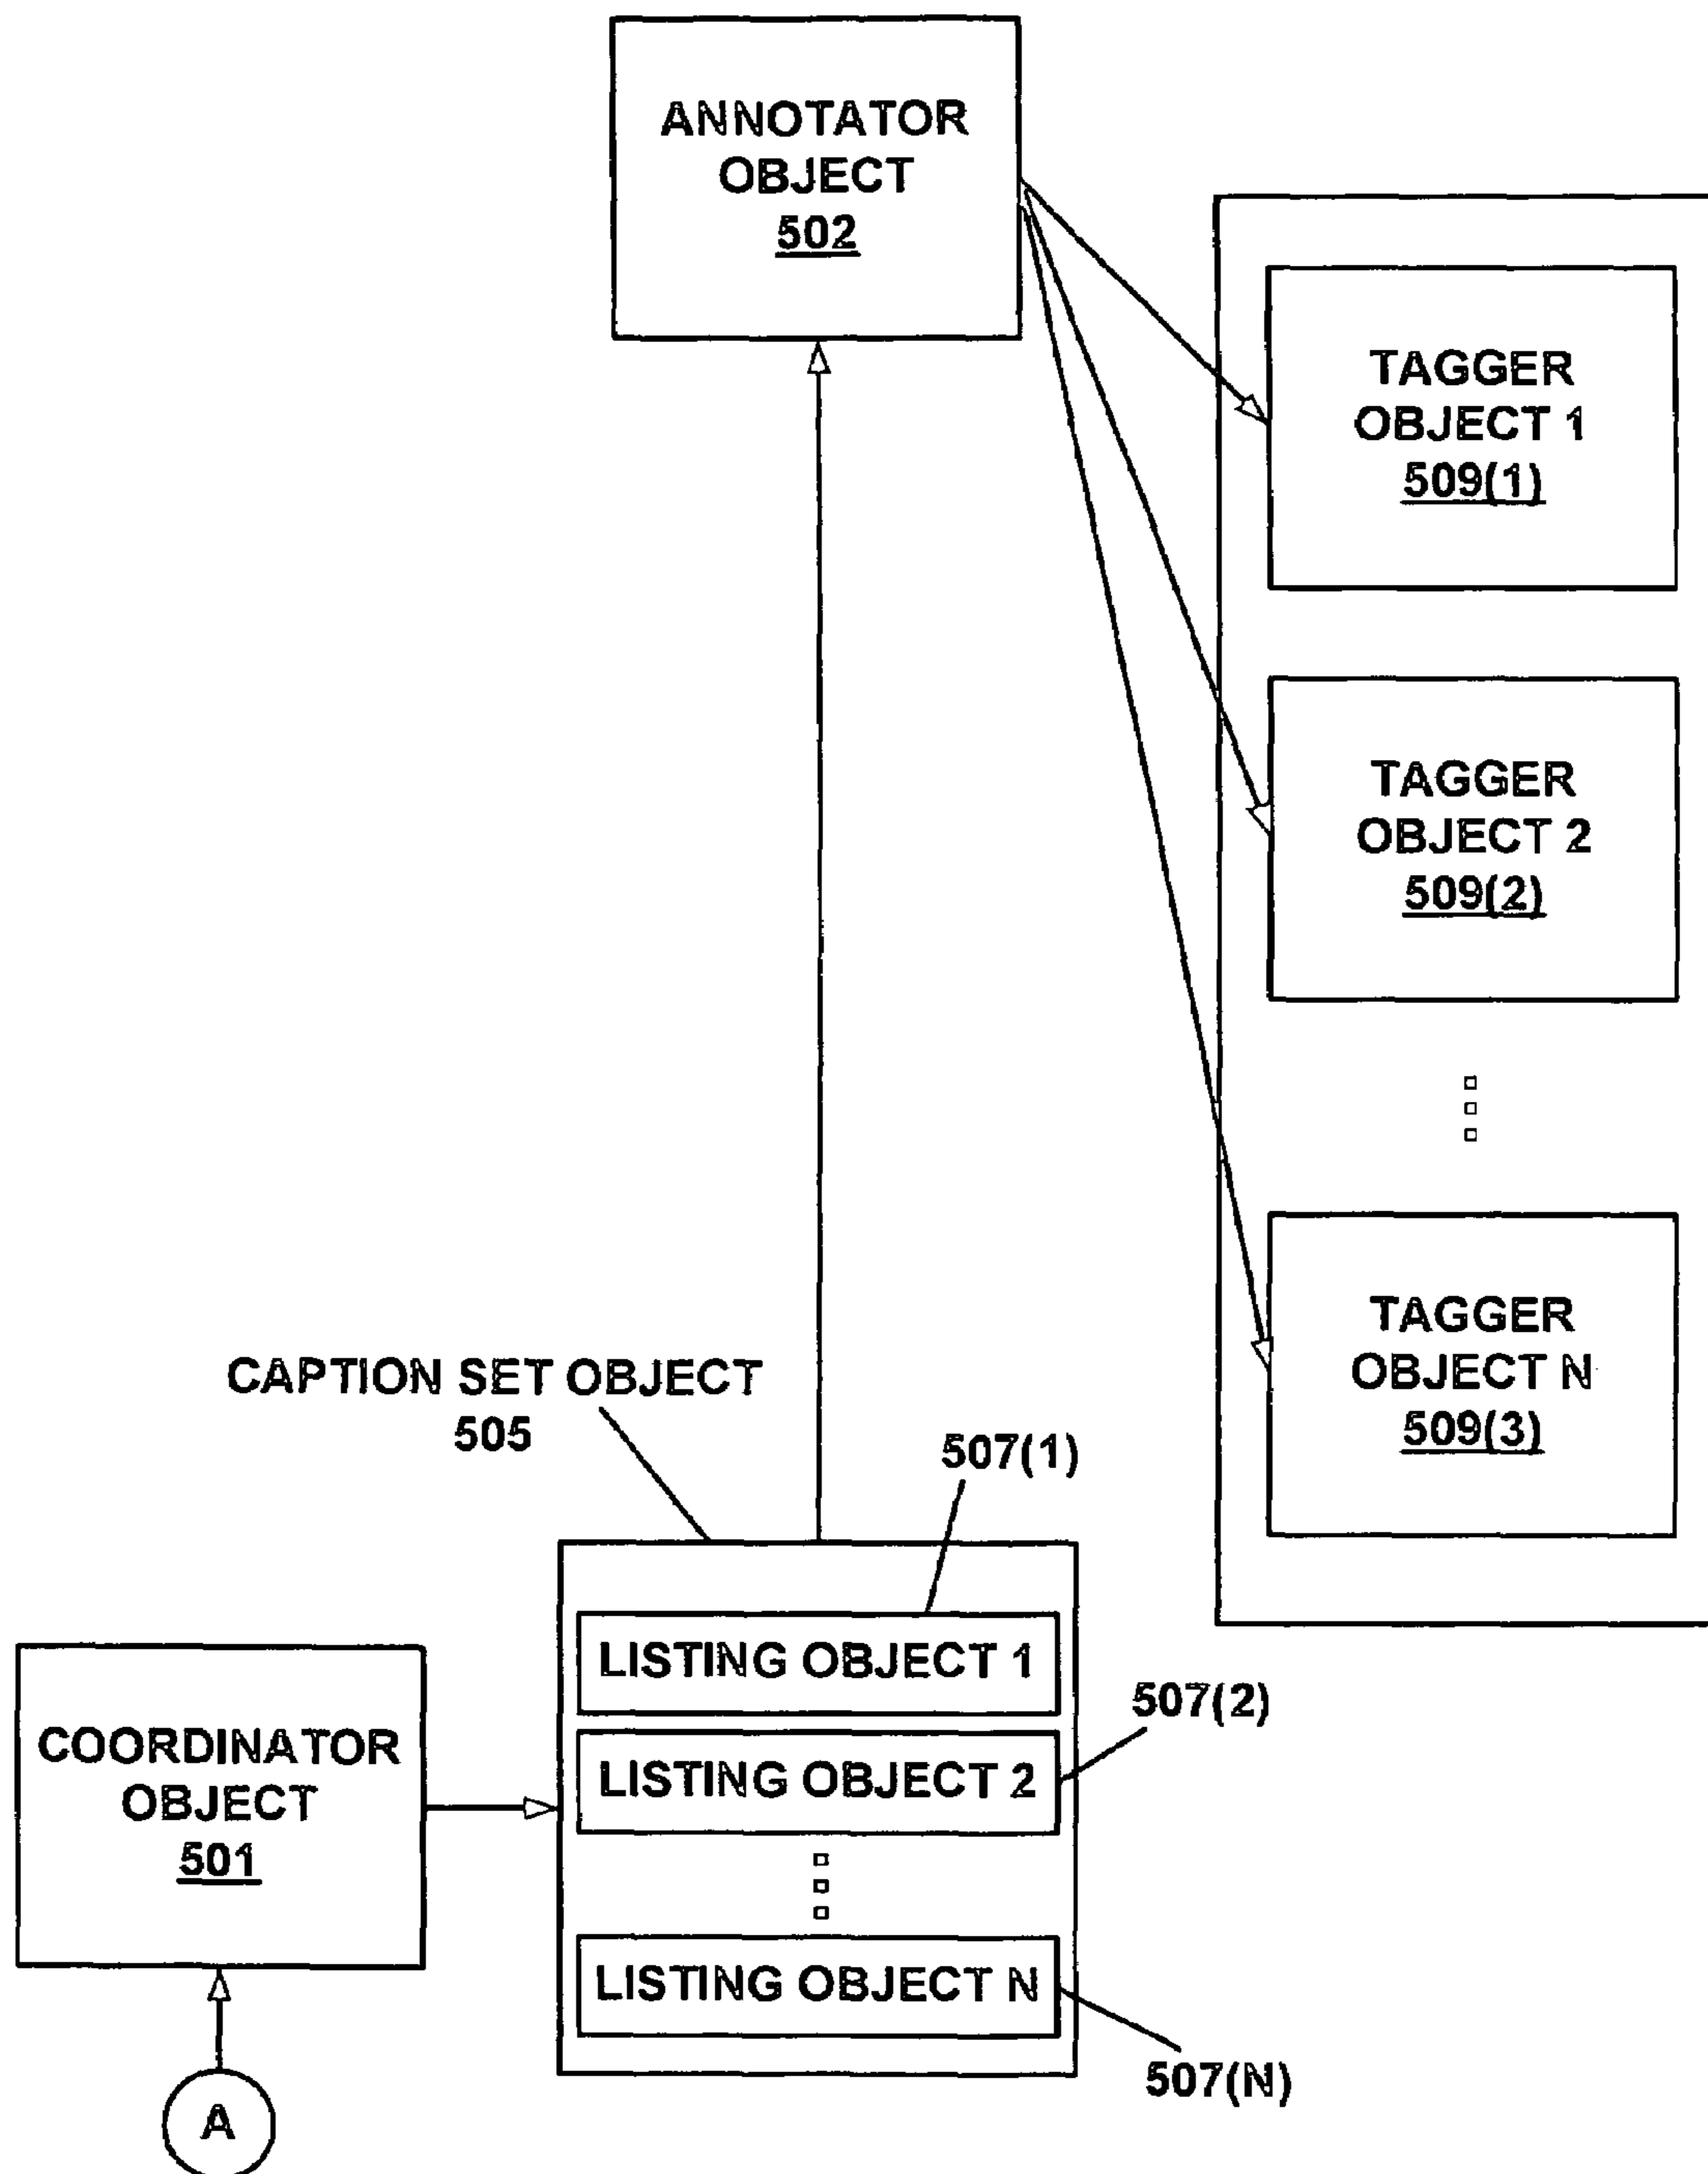 ANNOTATOR
OBJECT
502
TAGGER
OBJECT 1
509(1)
TAGGER
OBJECT 2
509(2)
TAGGER
OBJECT N
509(3)
CAPTION SET OBJECT
505
507(1)
LISTING OBJECT 1
507(2)
LISTING OBJECT 2
LISTING OBJECT N
507(N)
COORDINATOR
OBJECT
501
A